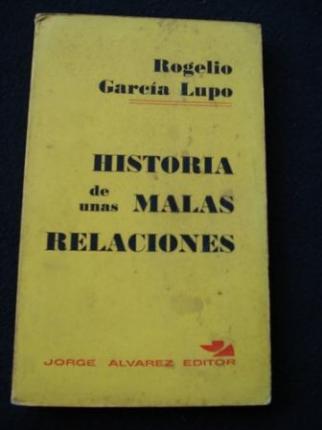 Rogelio
García Lupo
HISTORIA
de
unas MALAS
RELACIONES
JORGE ALVAREZ EDITOR